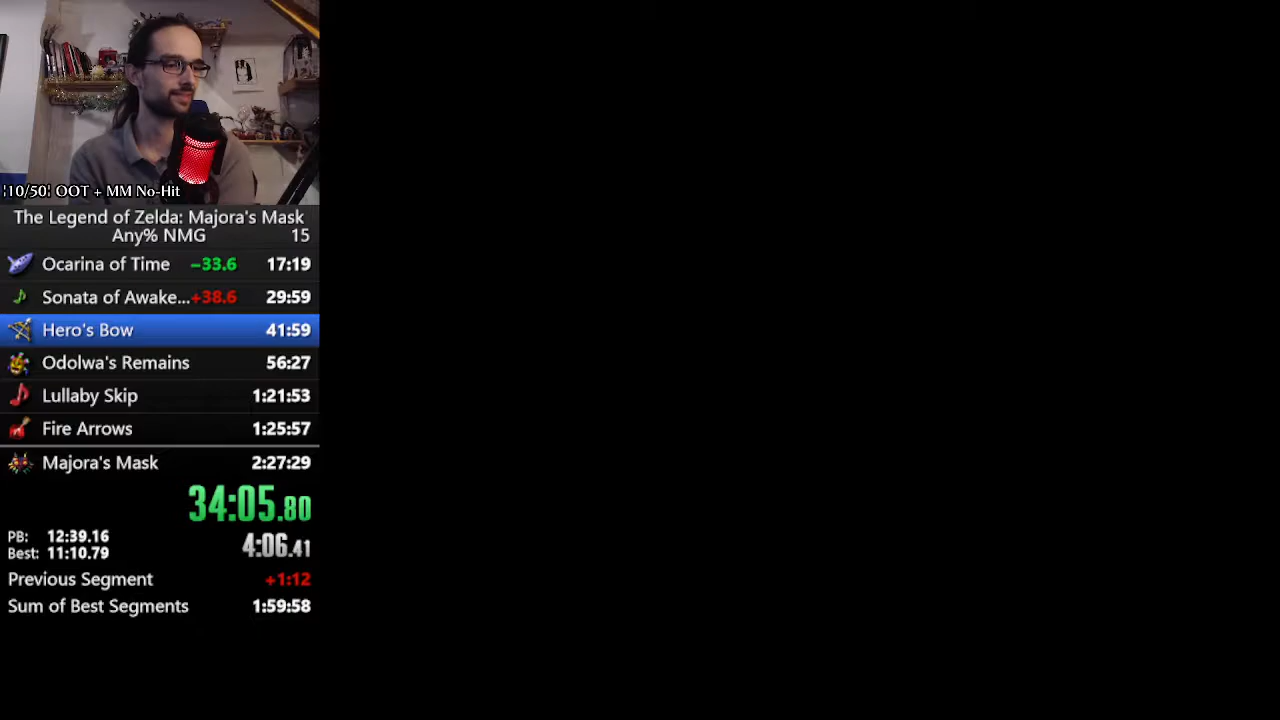 [10/50] OOT + MM No-Hit
The Legend of Zelda: Majora's Mask
Any% NMG 15
Ocarina of Time -33.6 17:19
Sonata of Awake... +38.6 29:59
Hero's Bow 41:59
Odolwa's Remains 56:27
Lullaby Skip 1:21:53
Fire Arrows 1:25:57
Majora's Mask 2:27:29
34:05.80
PB: 12:39.16
Best: 11:10.79
4:06.41
Previous Segment +1:12
Sum of Best Segments 1:59:58